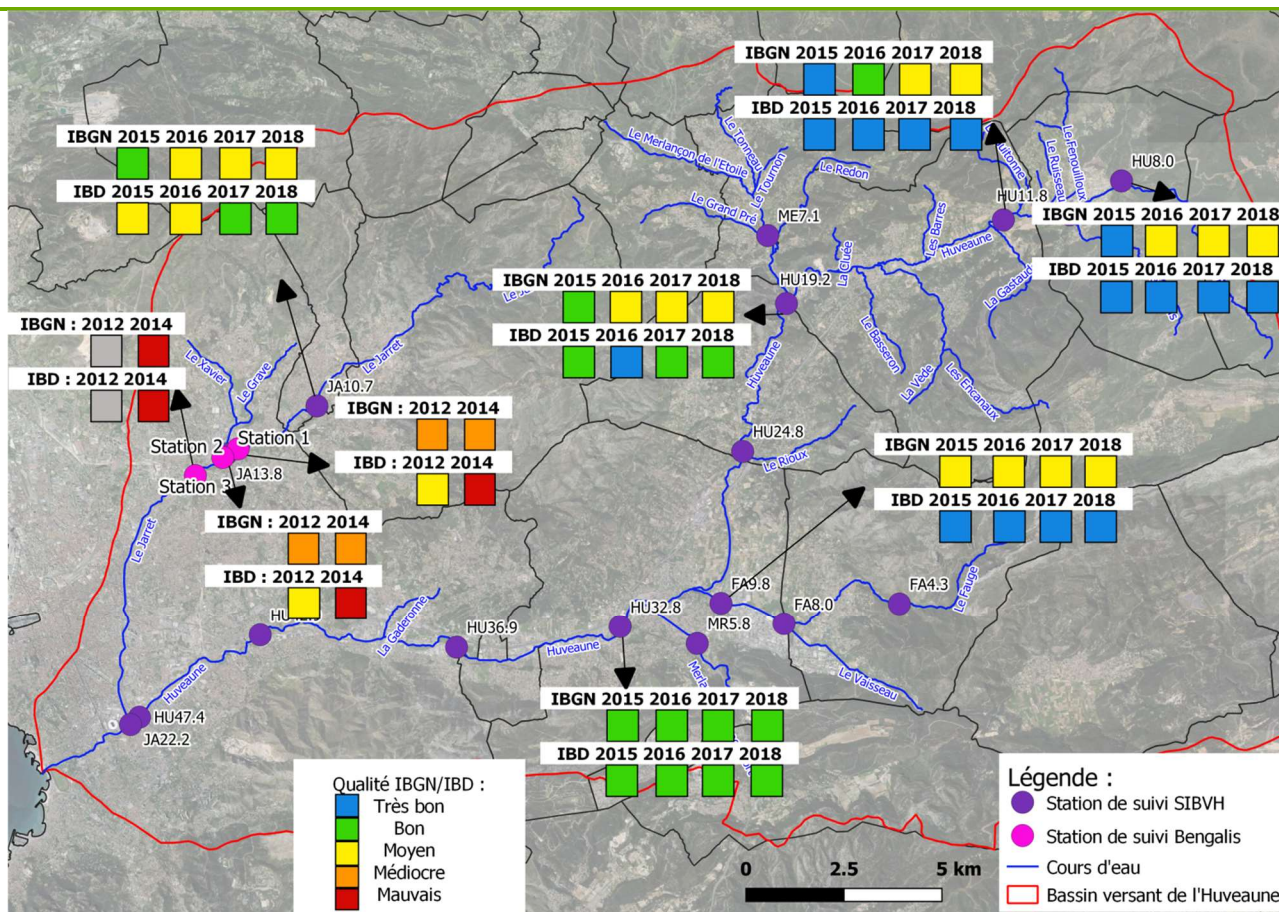 IBGN 2015 2016 2017 2018
IBD 2015 2016 2017 2018
IBGN 2015 2016 2017 2018
IBD 2015 2016 2017 2018
Le Tonneau
Le Merlançon de l'Etoile
Le Tournon
Le Redon
Le Grand Pré
ME7.1
Le Fenouilloux
Le Ruisseau
HU8.0
HU11.8
Les Barres
Huveaune
La Cluée
La Gastaud
IBGN 2015 2016 2017 2018
IBD 2015 2016 2017 2018
HU19.2
IBGN 2015 2016 2017 2018
IBD 2015 2016 2017 2018
Le Basseron
La Vède
Les Encanaux
Huveaune
IBGN : 2012 2014
IBD : 2012 2014
Le Xavier
Le Grave
Le Jarret
JA10.7
IBGN : 2012 2014
IBD : 2012 2014
Station 1
Station 2
JA13.8
Station 3
HU24.8
Le Rioux
IBGN 2015 2016 2017 2018
IBD 2015 2016 2017 2018
IBGN : 2012 2014
IBD : 2012 2014
Le Jarret
La Gaderonne
HU36.9
Huveaune
HU32.8
FA9.8
MR5.8
FA8.0
FA4.3
Le Fauge
Le Vaisseau
Huveaune
HU47.4
JA22.2
IBGN 2015 2016 2017 2018
IBD 2015 2016 2017 2018
Qualité IBGN/IBD :
Très bon
Bon
Moyen
Médiocre
Mauvais
0 2.5 5 km
Légende :
Station de suivi SIBVH
Station de suivi Bengalis
Cours d'eau
Bassin versant de l'Huveaune